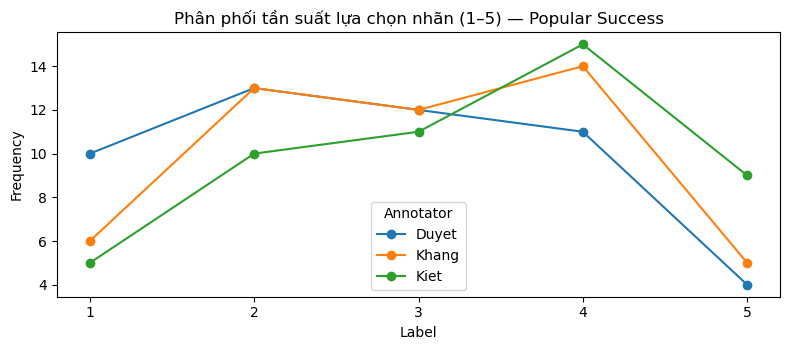 Phân phối tần suất lựa chọn nhãn (1–5) — Popular Success
Frequency
14
12
10
8
6
4
Annotator
Duyet
Khang
Kiet
1 2 3 4 5
Label